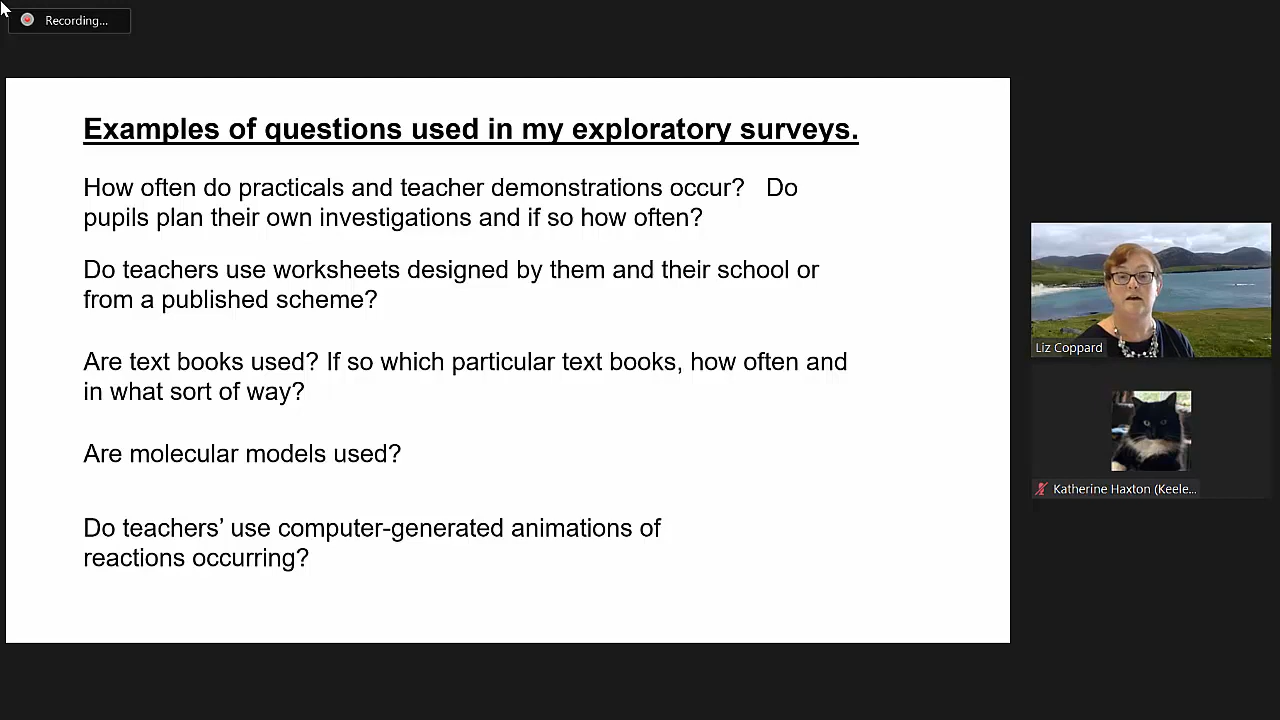 Recording...
Examples of questions used in my exploratory surveys.
How often do practicals and teacher demonstrations occur?   Do
pupils plan their own investigations and if so how often?
Do teachers use worksheets designed by them and their school or
from a published scheme?
Are text books used? If so which particular text books, how often and
in what sort of way?
Are molecular models used?
Do teachers’ use computer-generated animations of
reactions occurring?
Liz Coppard
Katherine Haxton (Keele...